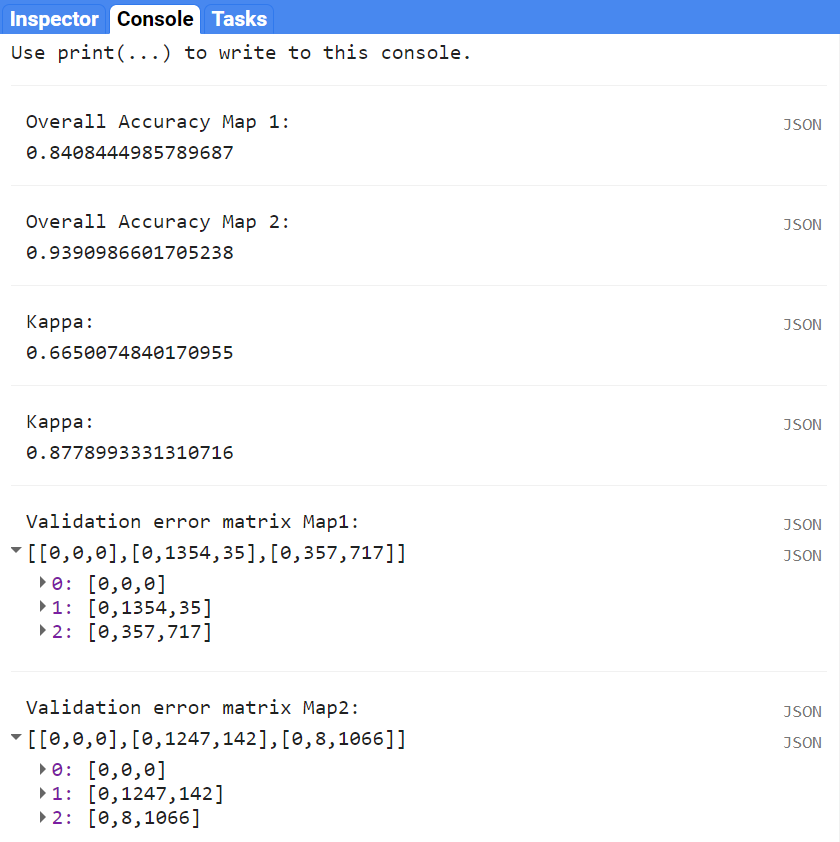 Inspector Console Tasks
Use print(...) to write to this console.
Overall Accuracy Map 1: JSON
0.8408444985789687
Overall Accuracy Map 2: JSON
0.9390986601705238
Kappa: JSON
0.6650074840170955
Kappa: JSON
0.8778993331310716
Validation error matrix Map1: JSON
[[0,0,0],[0,1354,35],[0,357,717]] JSON
0: [0,0,0]
1: [0,1354,35]
2: [0,357,717]
Validation error matrix Map2: JSON
[[0,0,0],[0,1247,142],[0,8,1066]] JSON
0: [0,0,0]
1: [0,1247,142]
2: [0,8,1066]